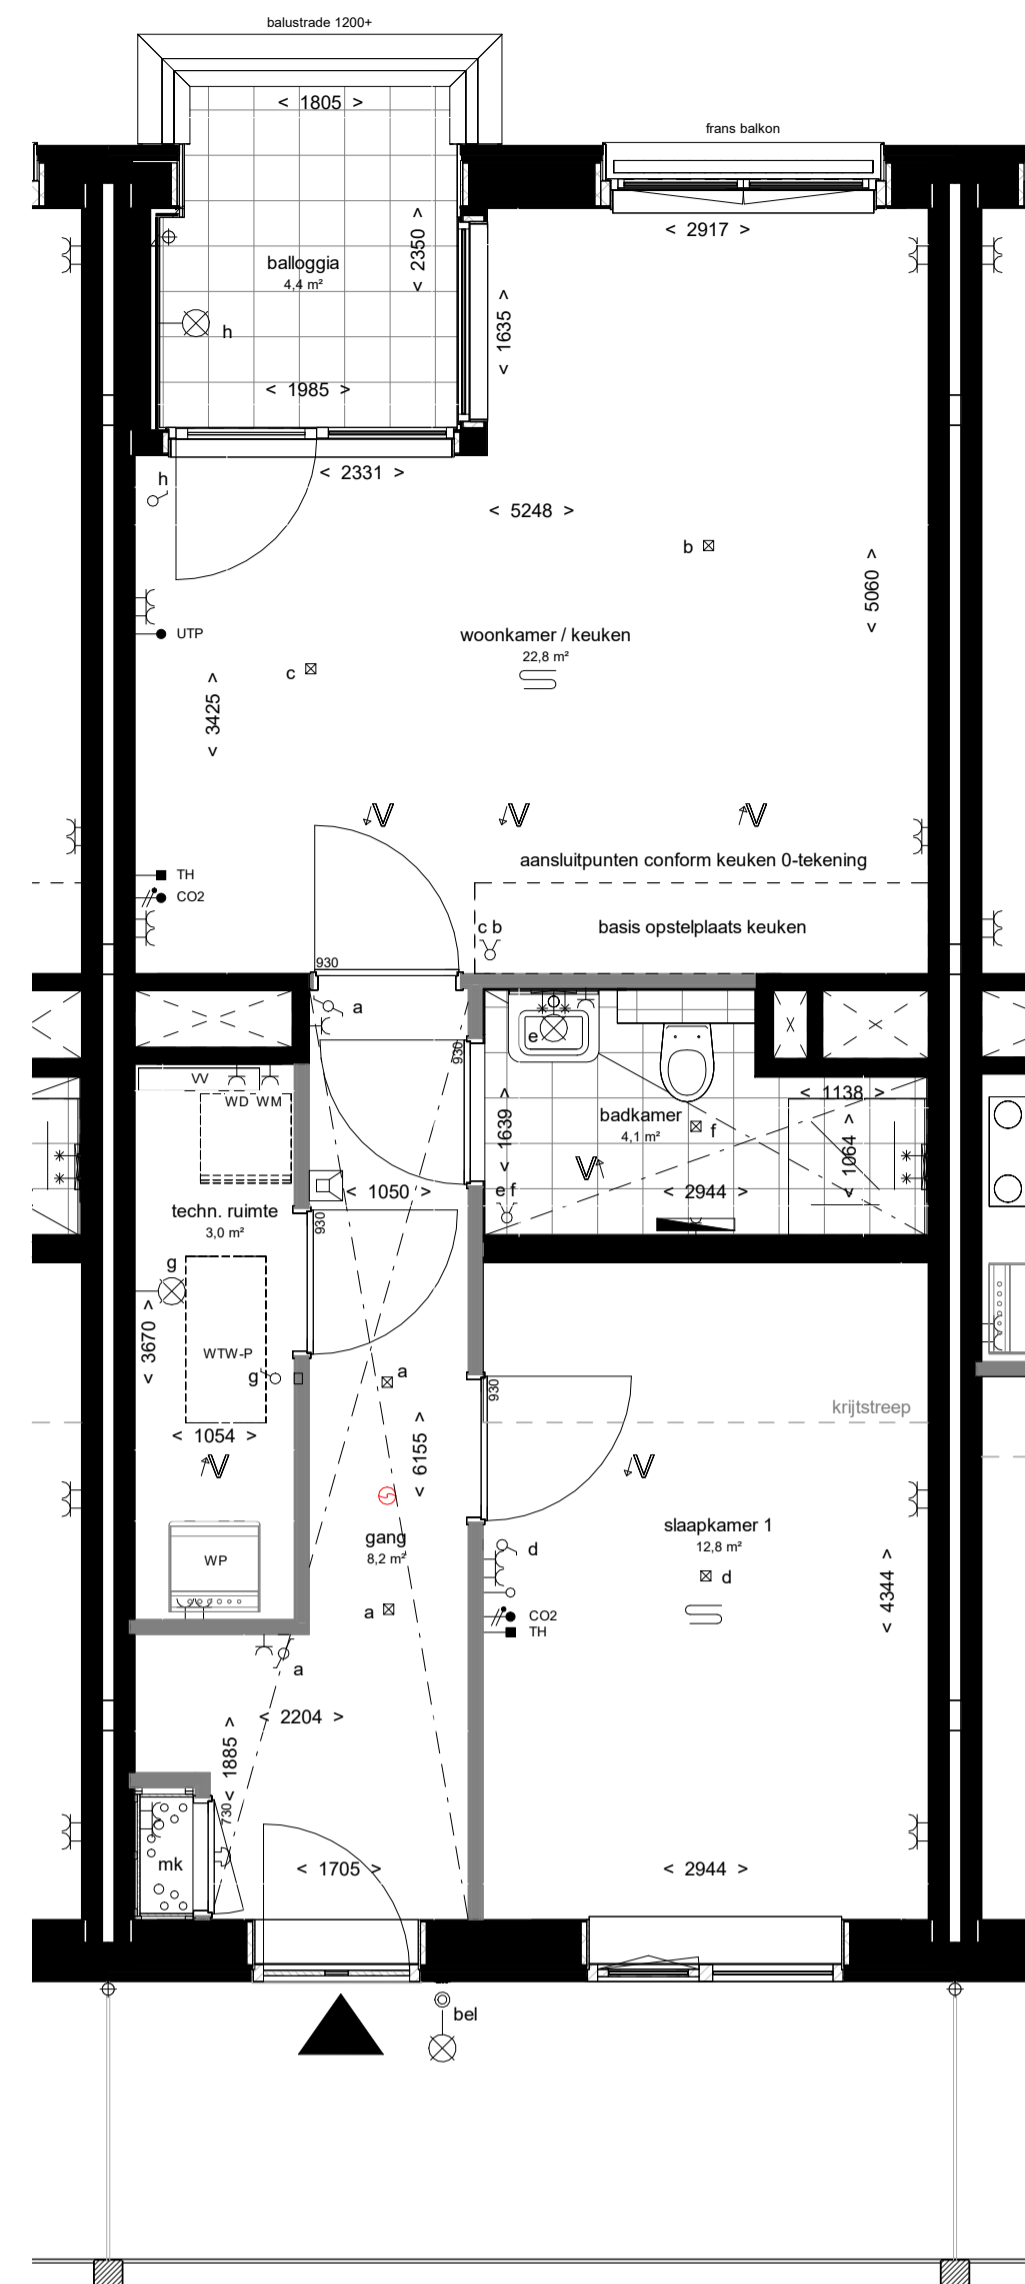 balustrade 1200+
< 1805 >
frans balkon
< 2917 >
< 2350 >
balloggia
4,4 m²
h
< 1635 >
< 1985 >
< 2331 >
h
< 5248 >
b
< 5060 >
UTP
woonkamer / keuken
22,8 m²
c
< 3425 >
V
V
V
aansluitpunten conform keuken 0-tekening
TH
CO2
c b
basis opstelplaats keuken
930
a
e
930
VV
WD WM
< 1138 >
< 1639 >
badkamer
4,1 m²
f
< 1064 >
V
< 1050 >
e f
< 2944 >
techn. ruimte
3,0 m²
930
g
< 3670 >
WTW-P
g
a
930
krijtstreep
< 1054 >
V
< 6155 >
V
gang
8,2 m²
slaapkamer 1
12,8 m²
d
d
WP
< 4344 >
a
CO2
TH
a
< 2204 >
< 1885 >
730
mk
< 1705 >
< 2944 >
bel